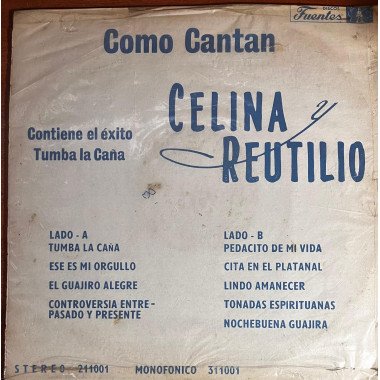 DISCOS
Fuentes
Como Cantan
CELINA y
REUTILIO
Contiene el éxito
Tumba la Caña
LADO - A
TUMBA LA CAÑA
ESE ES MI ORGULLO
EL GUAJIRO ALEGRE
CONTROVERSIA ENTRE-
PASADO Y PRESENTE
LADO - B
PEDACITO DE MI VIDA
CITA EN EL PLATANAL
LINDO AMANECER
TONADAS ESPIRITUANAS
NOCHEBUENA GUAJIRA
STEREO 211001 MONOFONICO 311001